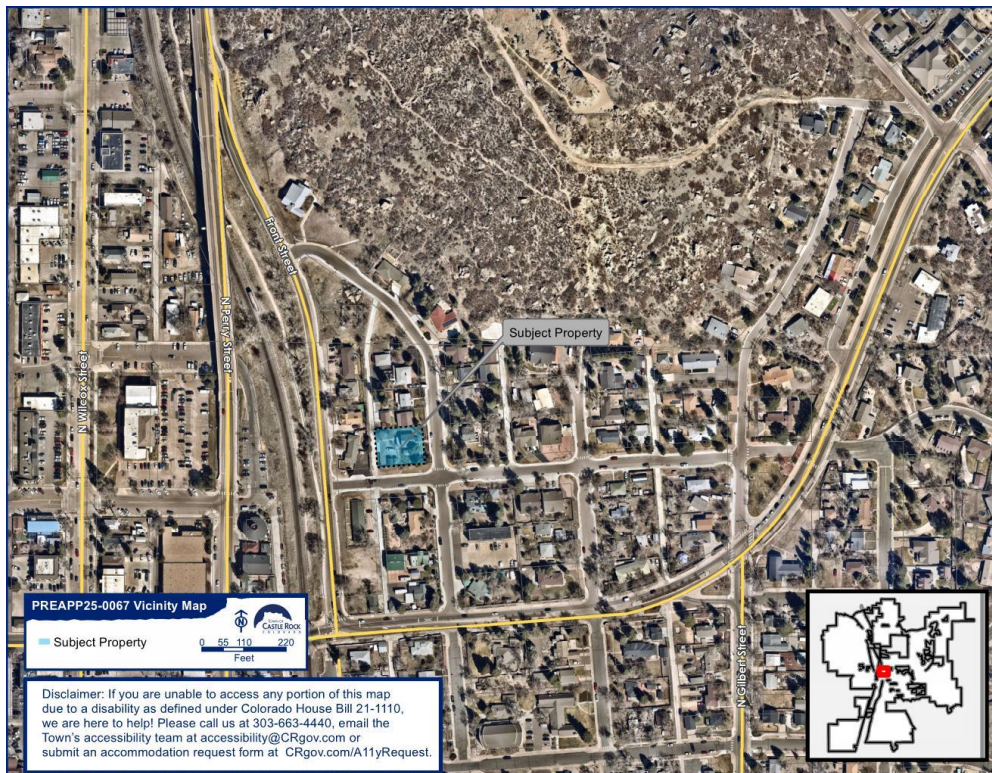 Front Street
N Perry Street
N Wilcox Street
Subject Property
N Gilbert Street
PREAPP25-0067 Vicinity Map
N
TOWN OF
CASTLE ROCK
COLORADO
Subject Property
0 55 110 220
Feet
Disclaimer: If you are unable to access any portion of this map
due to a disability as defined under Colorado House Bill 21-1110,
we are here to help! Please call us at 303-663-4440, email the
Town's accessibility team at accessibility@CRgov.com or
submit an accommodation request form at CRgov.com/A11yRequest.